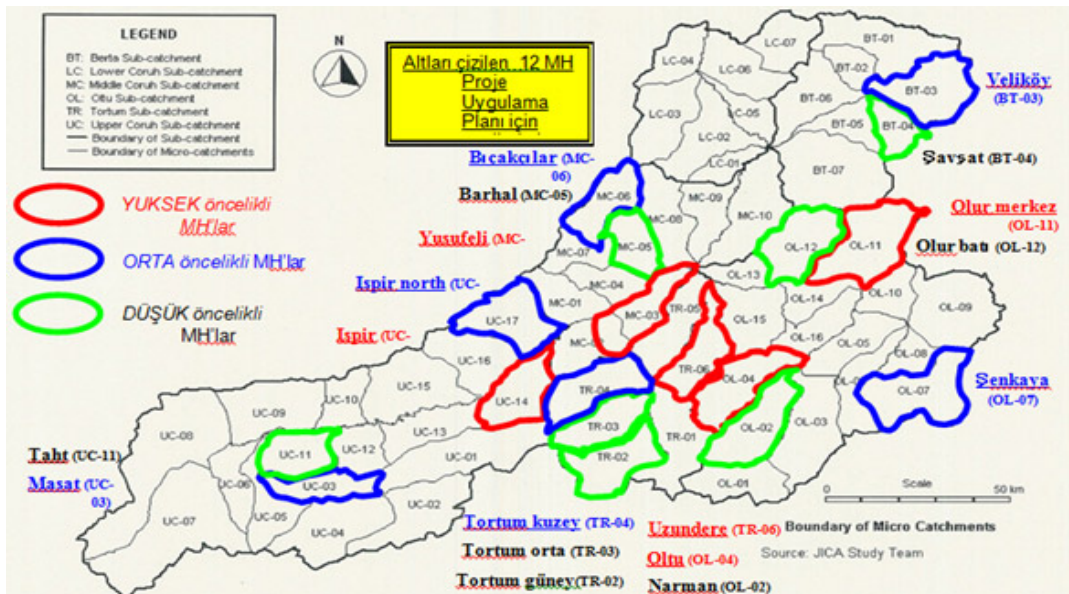 LEGEND
BT: Berta Sub-catchment
LC: Lower Coruh Sub-catchment
MC: Middle Coruh Sub-catchment
OL: Oltu Sub-catchment
TR: Tortum Sub-catchment
UC: Upper Coruh Sub-catchment
Boundary of Sub-catchment
Boundary of Micro-catchments
N
Altları çizilen 12 MH
Proje
Uygulama
Planı için
YUKSEK öncelikli
MH'lar
ORTA öncelikli MH'lar
DÜŞÜK öncelikli
MH'lar
Veliköy
(BT-03)
Şavşat (BT-04)
Bıçakçılar (MC-
06)
Barhal (MC-05)
Yusufeli (MC-
Olur merkez
(OL-11)
Olur batı (OL-12)
Ispir north (UC-
Ispir (UC-
Şenkaya
(OL-07)
Taht (UC-11)
Masat (UC-
03)
Tortum kuzey (TR-04)
Tortum orta (TR-03)
Tortum güney(TR-02)
Uzundere (TR-06)
Oltu (OL-04)
Narman (OL-02)
0 Scale 50 km
Boundary of Micro Catchments
Source: JICA Study Team
LC-07
LC-04
LC-06
LC-03
LC-02
LC-01
BT-01
BT-02
BT-03
BT-06
BT-05
BT-04
BT-07
MC-06
MC-09
MC-08
MC-10
MC-05
MC-07
MC-04
MC-01
MC-03
OL-12
OL-11
OL-13
OL-14
OL-10
OL-09
OL-15
OL-16
OL-05
OL-08
OL-07
OL-04
OL-03
OL-02
OL-01
TR-05
TR-06
TR-04
TR-03
TR-02
TR-01
UC-17
UC-16
UC-14
UC-15
UC-10
UC-09
UC-08
UC-13
UC-12
UC-11
UC-01
UC-06
UC-03
UC-02
UC-05
UC-04
UC-07